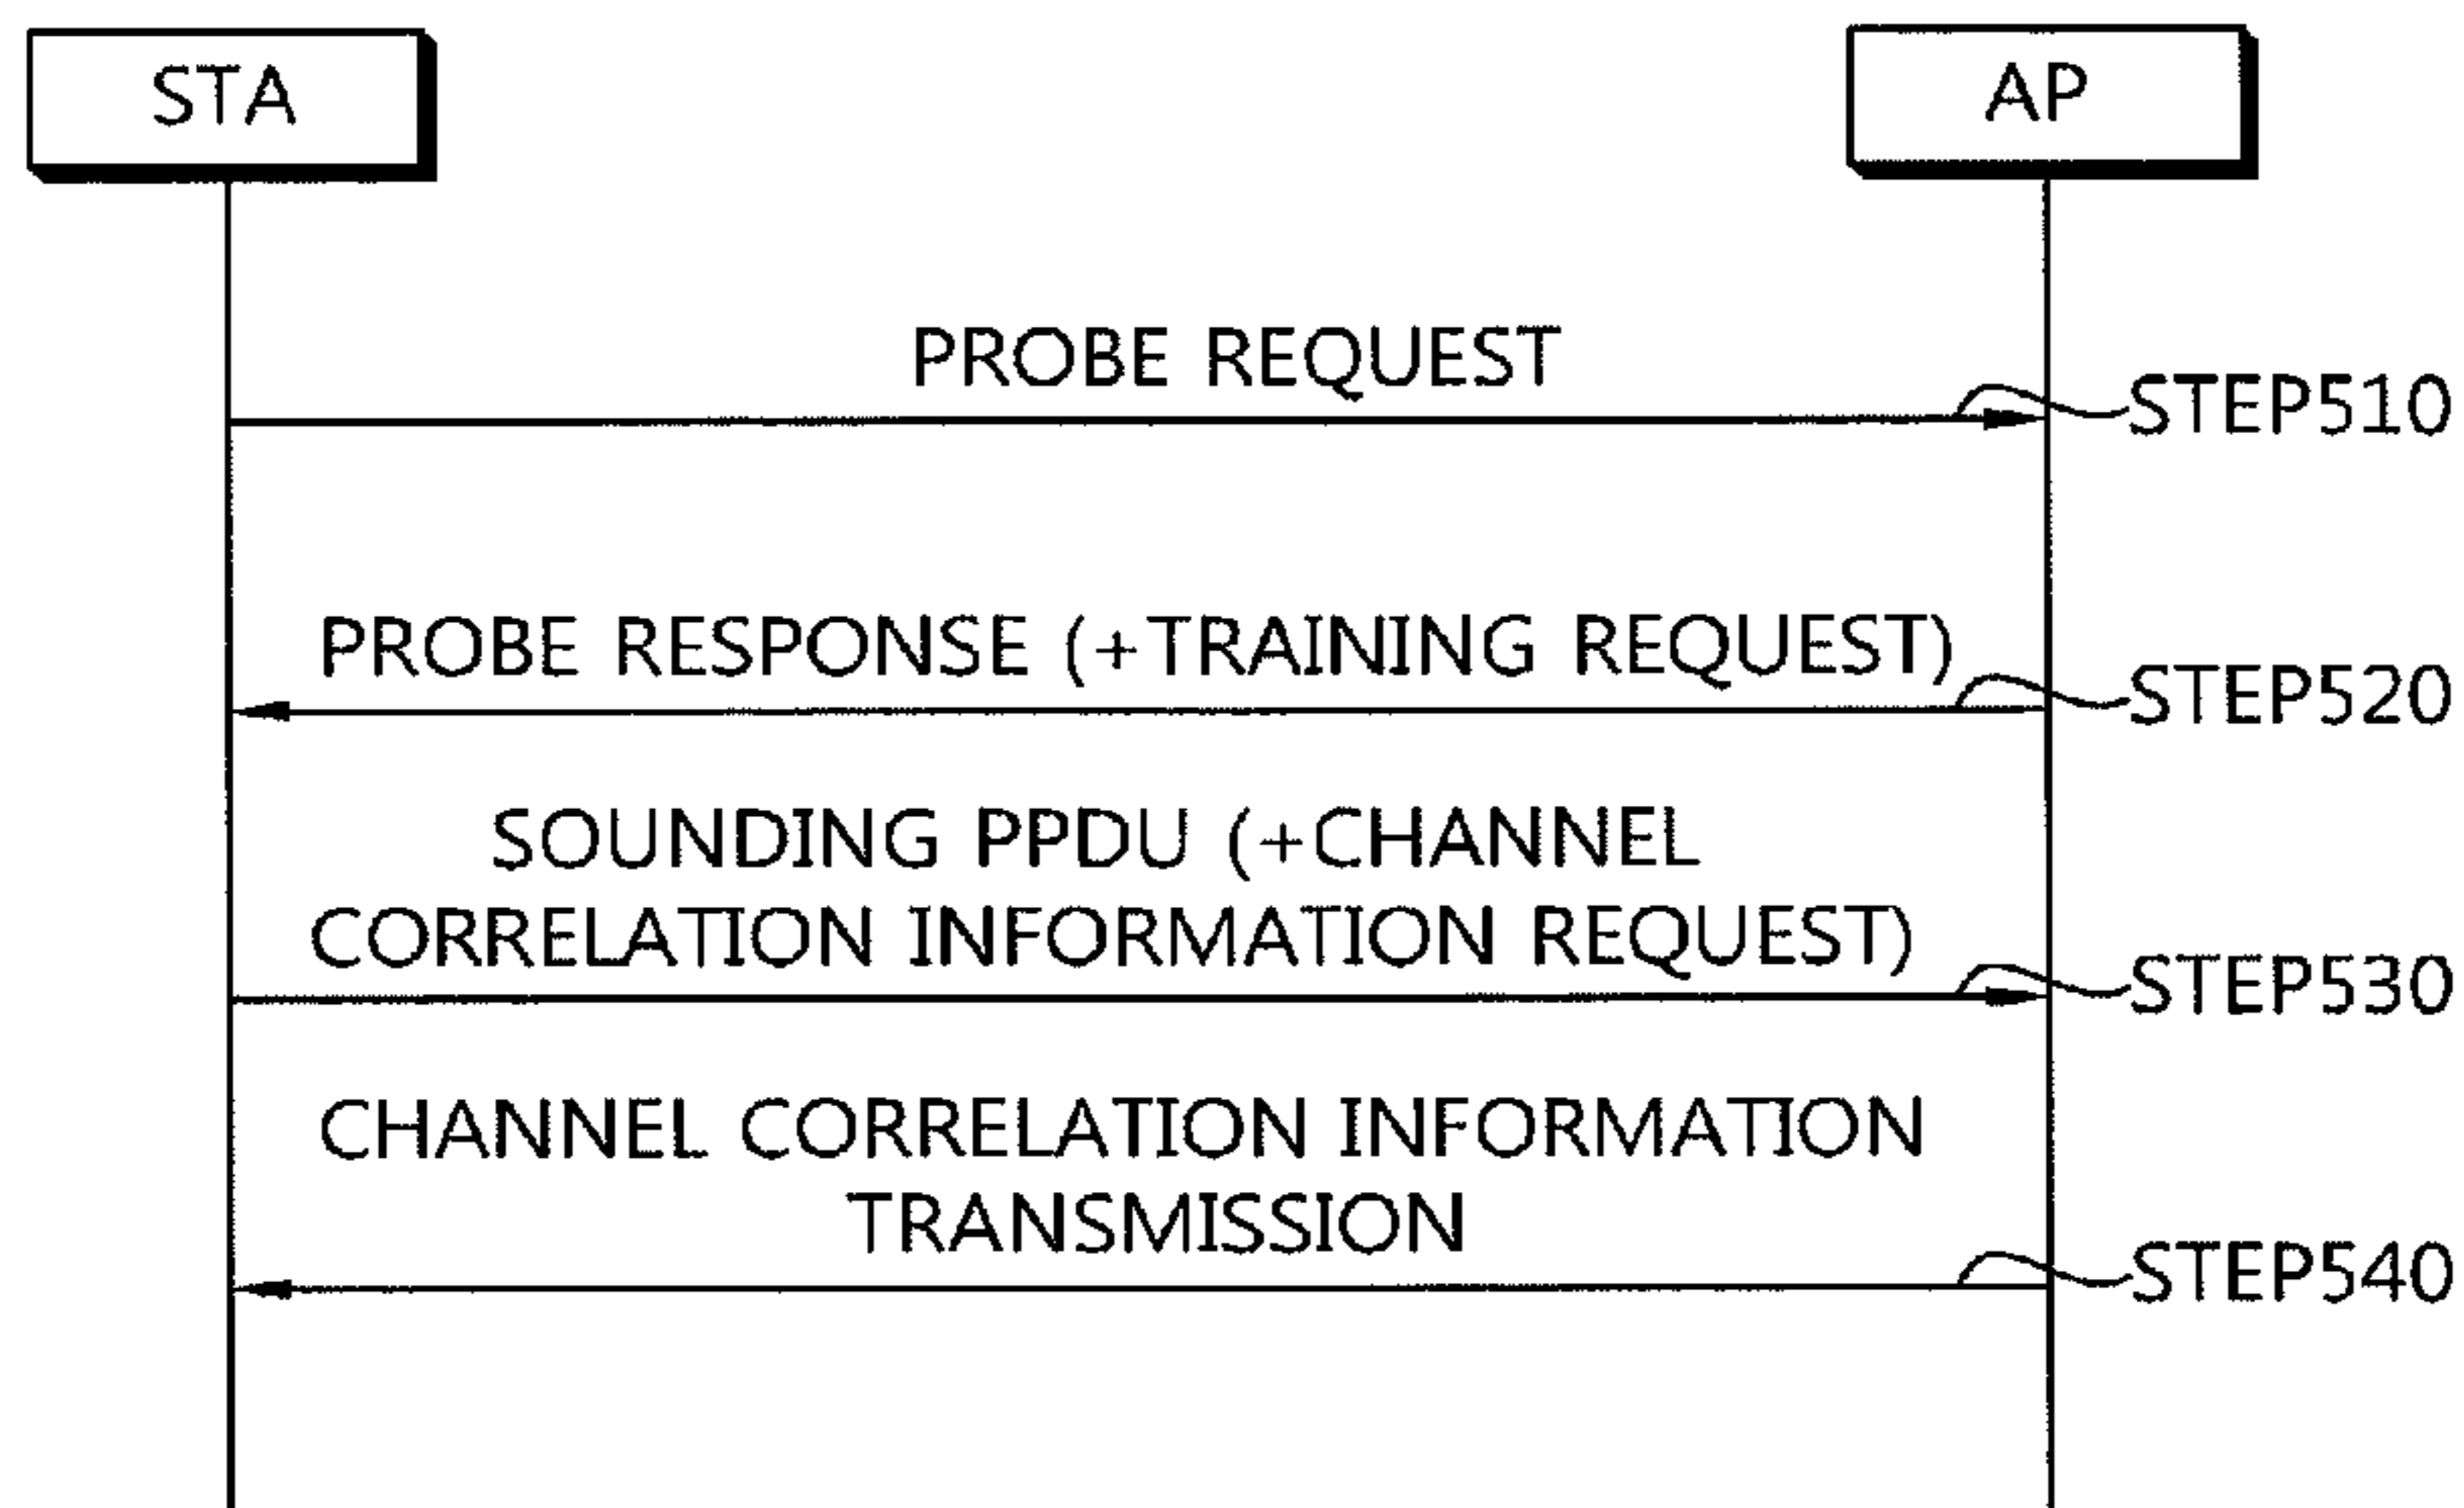 STA
AP
PROBE REQUEST
STEP510
PROBE RESPONSE (+TRAINING REQUEST)
STEP520
SOUNDING PPDU (+CHANNEL
CORRELATION INFORMATION REQUEST)
STEP530
CHANNEL CORRELATION INFORMATION
TRANSMISSION
STEP540